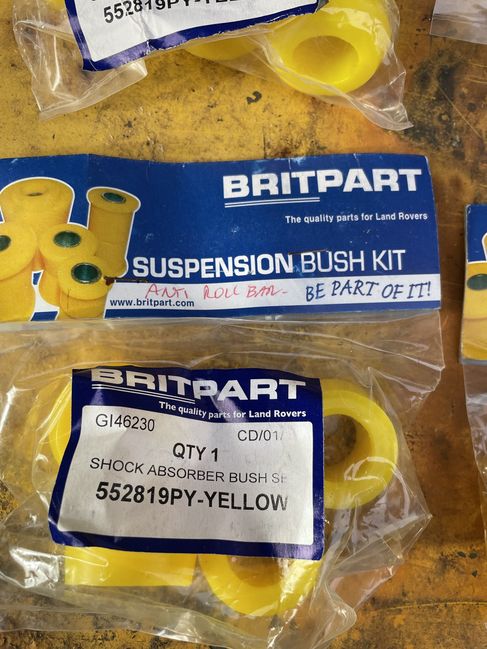 552819PY-YELLOW
BRITPART
The quality parts for Land Rovers
SUSPENSION BUSH KIT
ANTI ROLL BAR - BE PART OF IT!
www.britpart.com
BRITPART
The quality parts for Land Rovers
GI46230 CD/01/
QTY 1
SHOCK ABSORBER BUSH SE
552819PY-YELLOW